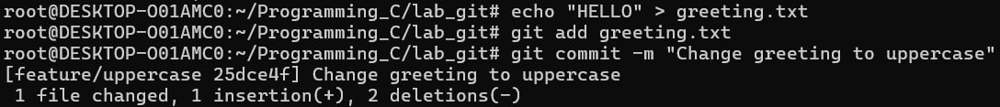 root@DESKTOP-O01AMC0:~/Programming_C/lab_git# echo "HELLO" > greeting.txt
root@DESKTOP-O01AMC0:~/Programming_C/lab_git# git add greeting.txt
root@DESKTOP-O01AMC0:~/Programming_C/lab_git# git commit -m "Change greeting to uppercase"
[feature/uppercase 25dce4f] Change greeting to uppercase
 1 file changed, 1 insertion(+), 2 deletions(-)